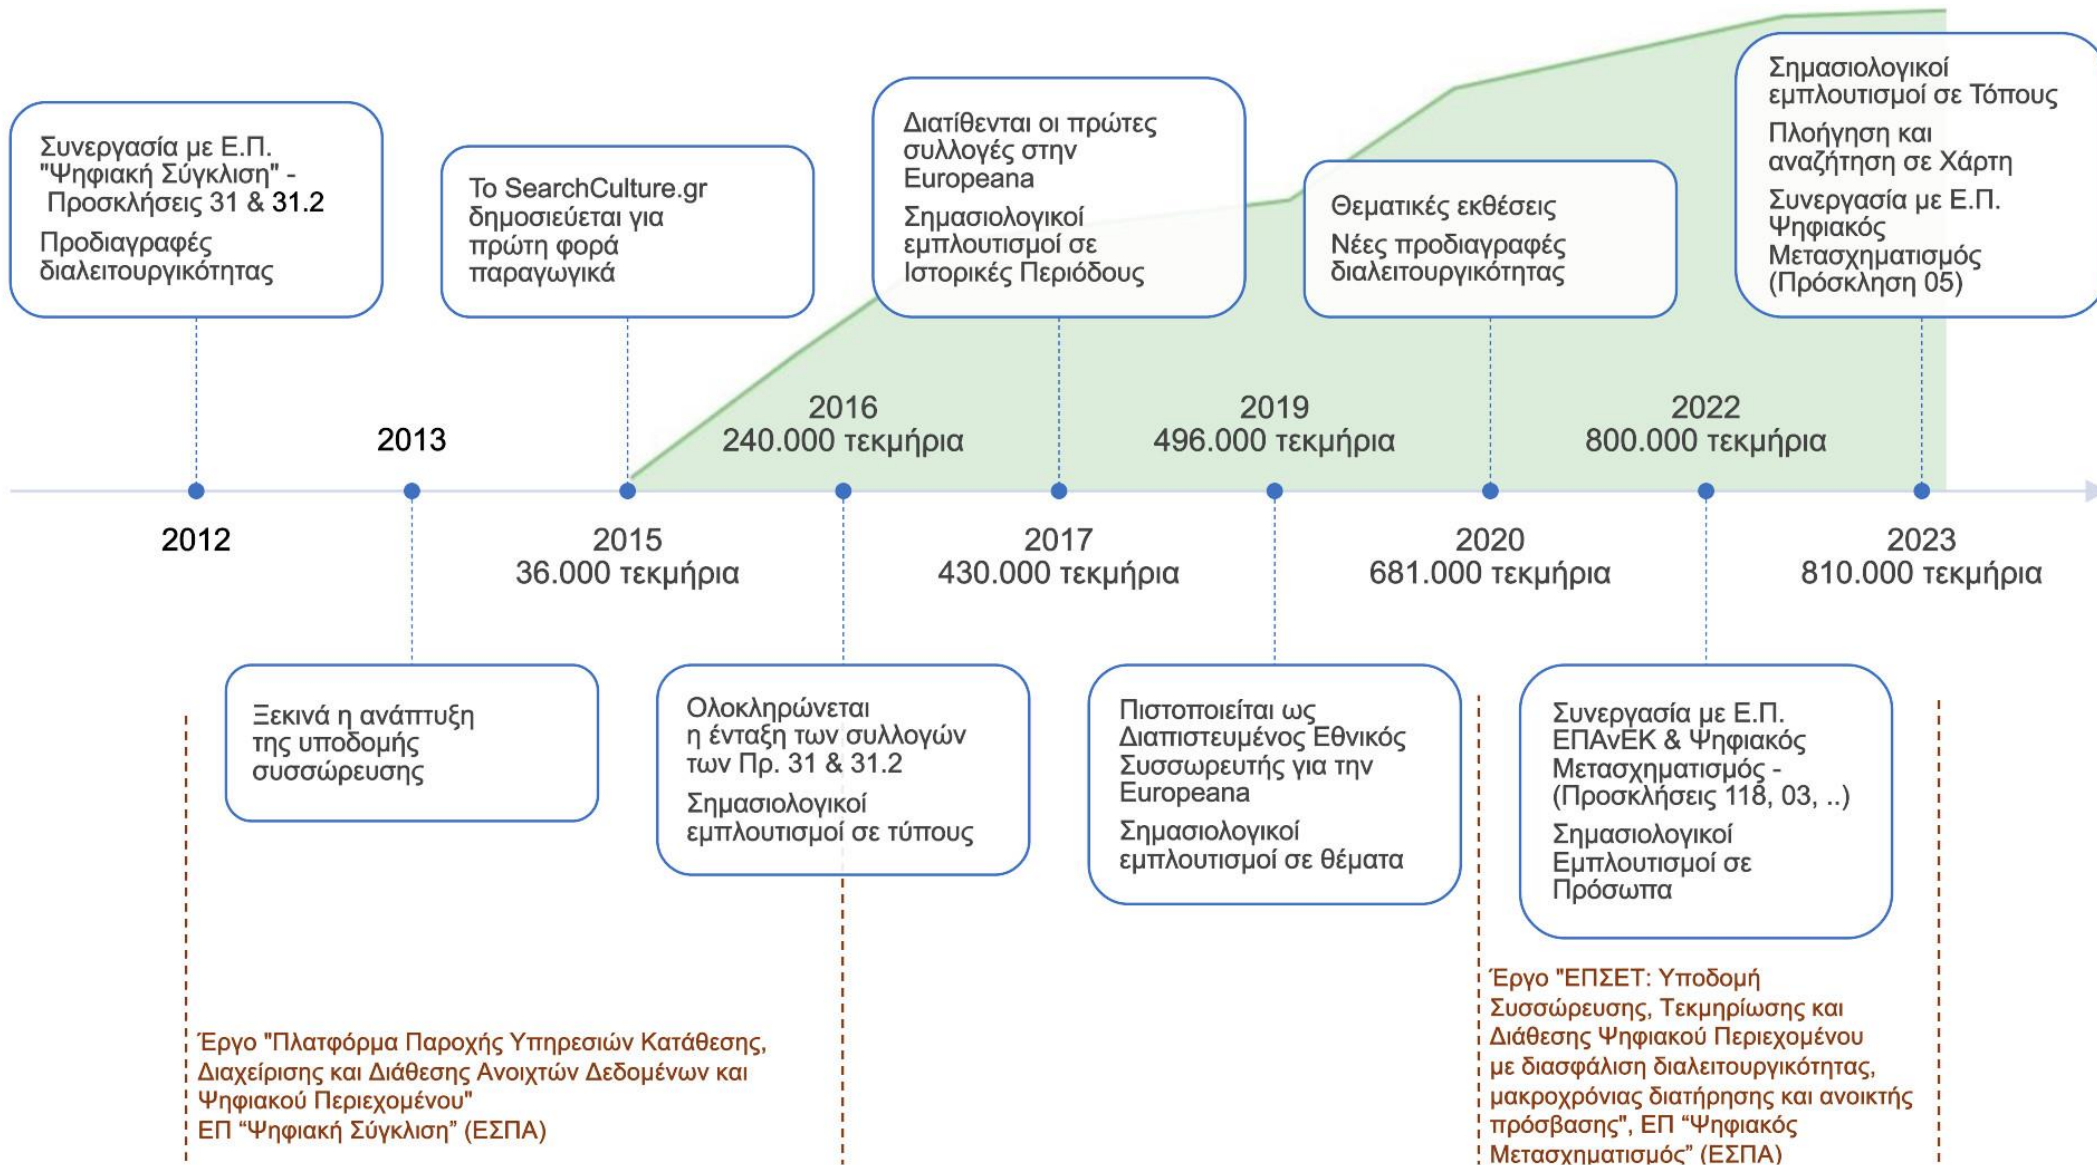 Συνεργασία με Ε.Π.
"Ψηφιακή Σύγκλιση" -
Προσκλήσεις 31 & 31.2
Προδιαγραφές
διαλειτουργικότητας
Το SearchCulture.gr
δημοσιεύεται για
πρώτη φορά
παραγωγικά
Διατίθενται οι πρώτες
συλλογές στην
Europeana
Σημασιολογικοί
εμπλουτισμοί σε
Ιστορικές Περιόδους
Θεματικές εκθέσεις
Νέες προδιαγραφές
διαλειτουργικότητας
Σημασιολογικοί
εμπλουτισμοί σε Τόπους
Πλοήγηση και
αναζήτηση σε Χάρτη
Συνεργασία με Ε.Π.
Ψηφιακός
Μετασχηματισμός
(Πρόσκληση 05)
2013
2016
240.000 τεκμήρια
2019
496.000 τεκμήρια
2022
800.000 τεκμήρια
2012
2015
36.000 τεκμήρια
2017
430.000 τεκμήρια
2020
681.000 τεκμήρια
2023
810.000 τεκμήρια
Ξεκινά η ανάπτυξη
της υποδομής
συσσώρευσης
Ολοκληρώνεται
η ένταξη των συλλογών
των Πρ. 31 & 31.2
Σημασιολογικοί
εμπλουτισμοί σε τύπους
Πιστοποιείται ως
Διαπιστευμένος Εθνικός
Συσσωρευτής για την
Europeana
Σημασιολογικοί
εμπλουτισμοί σε θέματα
Συνεργασία με Ε.Π.
ΕΠΑνΕΚ & Ψηφιακός
Μετασχηματισμός -
(Προσκλήσεις 118, 03, ..)
Σημασιολογικοί
Εμπλουτισμοί σε
Πρόσωπα
Έργο "Πλατφόρμα Παροχής Υπηρεσιών Κατάθεσης,
Διαχείρισης και Διάθεσης Ανοιχτών Δεδομένων και
Ψηφιακού Περιεχομένου"
ΕΠ “Ψηφιακή Σύγκλιση” (ΕΣΠΑ)
Έργο "ΕΠΣΕΤ: Υποδομή
Συσσώρευσης, Τεκμηρίωσης και
Διάθεσης Ψηφιακού Περιεχομένου
με διασφάλιση διαλειτουργικότητας,
μακροχρόνιας διατήρησης και ανοικτής
πρόσβασης", ΕΠ “Ψηφιακός
Μετασχηματισμός” (ΕΣΠΑ)